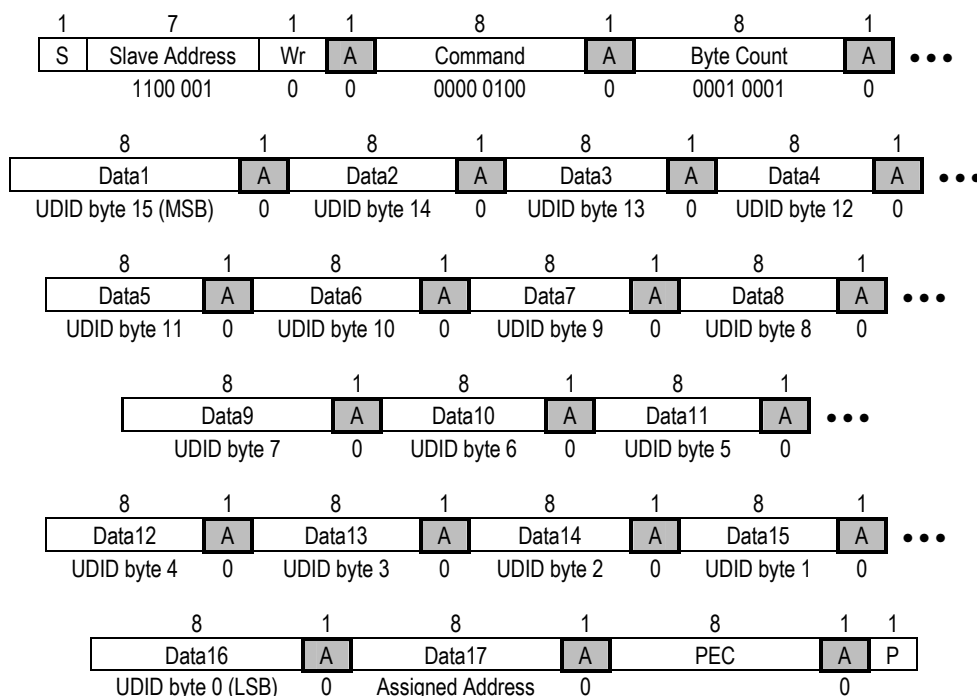 1 7 1 1 8 1 8 1
S Slave Address Wr A Command A Byte Count A •••
1100 001 0 0 0000 0100 0 0001 0001 0
8 1 8 1 8 1 8 1
Data1 A Data2 A Data3 A Data4 A •••
UDID byte 15 (MSB) 0 UDID byte 14 0 UDID byte 13 0 UDID byte 12 0
8 1 8 1 8 1 8 1
Data5 A Data6 A Data7 A Data8 A •••
UDID byte 11 0 UDID byte 10 0 UDID byte 9 0 UDID byte 8 0
8 1 8 1 8 1
Data9 A Data10 A Data11 A •••
UDID byte 7 0 UDID byte 6 0 UDID byte 5 0
8 1 8 1 8 1 8 1
Data12 A Data13 A Data14 A Data15 A •••
UDID byte 4 0 UDID byte 3 0 UDID byte 2 0 UDID byte 1 0
8 1 8 1 8 1 1
Data16 A Data17 A PEC A P
UDID byte 0 (LSB) 0 Assigned Address 0 0